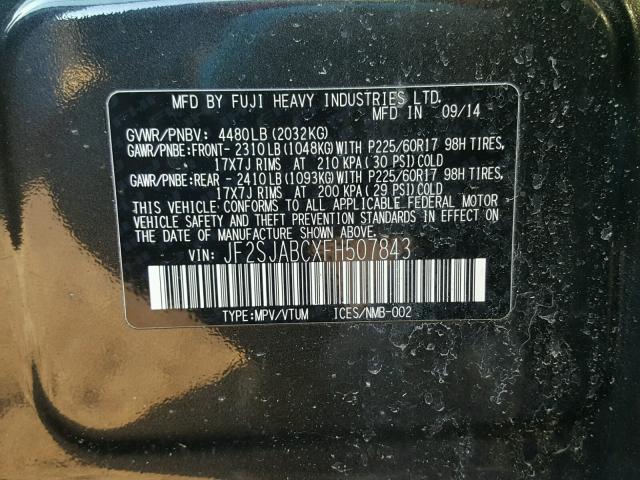 MFD BY FUJI HEAVY INDUSTRIES LTD.
MFD IN 09/14
GVWR/PNBV: 4480LB(2032KG)
GAWR/PNBE:FRONT-2310LB(1048KG)WITH P225/60R17 98H TIRES,
17X7J RIMS AT 210 KPA(30 PSI)COLD
GAWR/PNBE:REAR -2410LB(1093KG)WITH P225/60R17 98H TIRES,
17X7J RIMS AT 200 KPA(29 PSI)COLD
THIS VEHICLE CONFORMS TO ALL APPLICABLE FEDERAL MOTOR
VEHICLE SAFETY AND THEFT PREVENTION STANDARDS IN EFFECT
ON THE DATE OF MANUFACTURE SHOWN ABOVE.
VIN: JF2SJABCXFH507843
TYPE:MPV/VTUM ICES/NMB-002